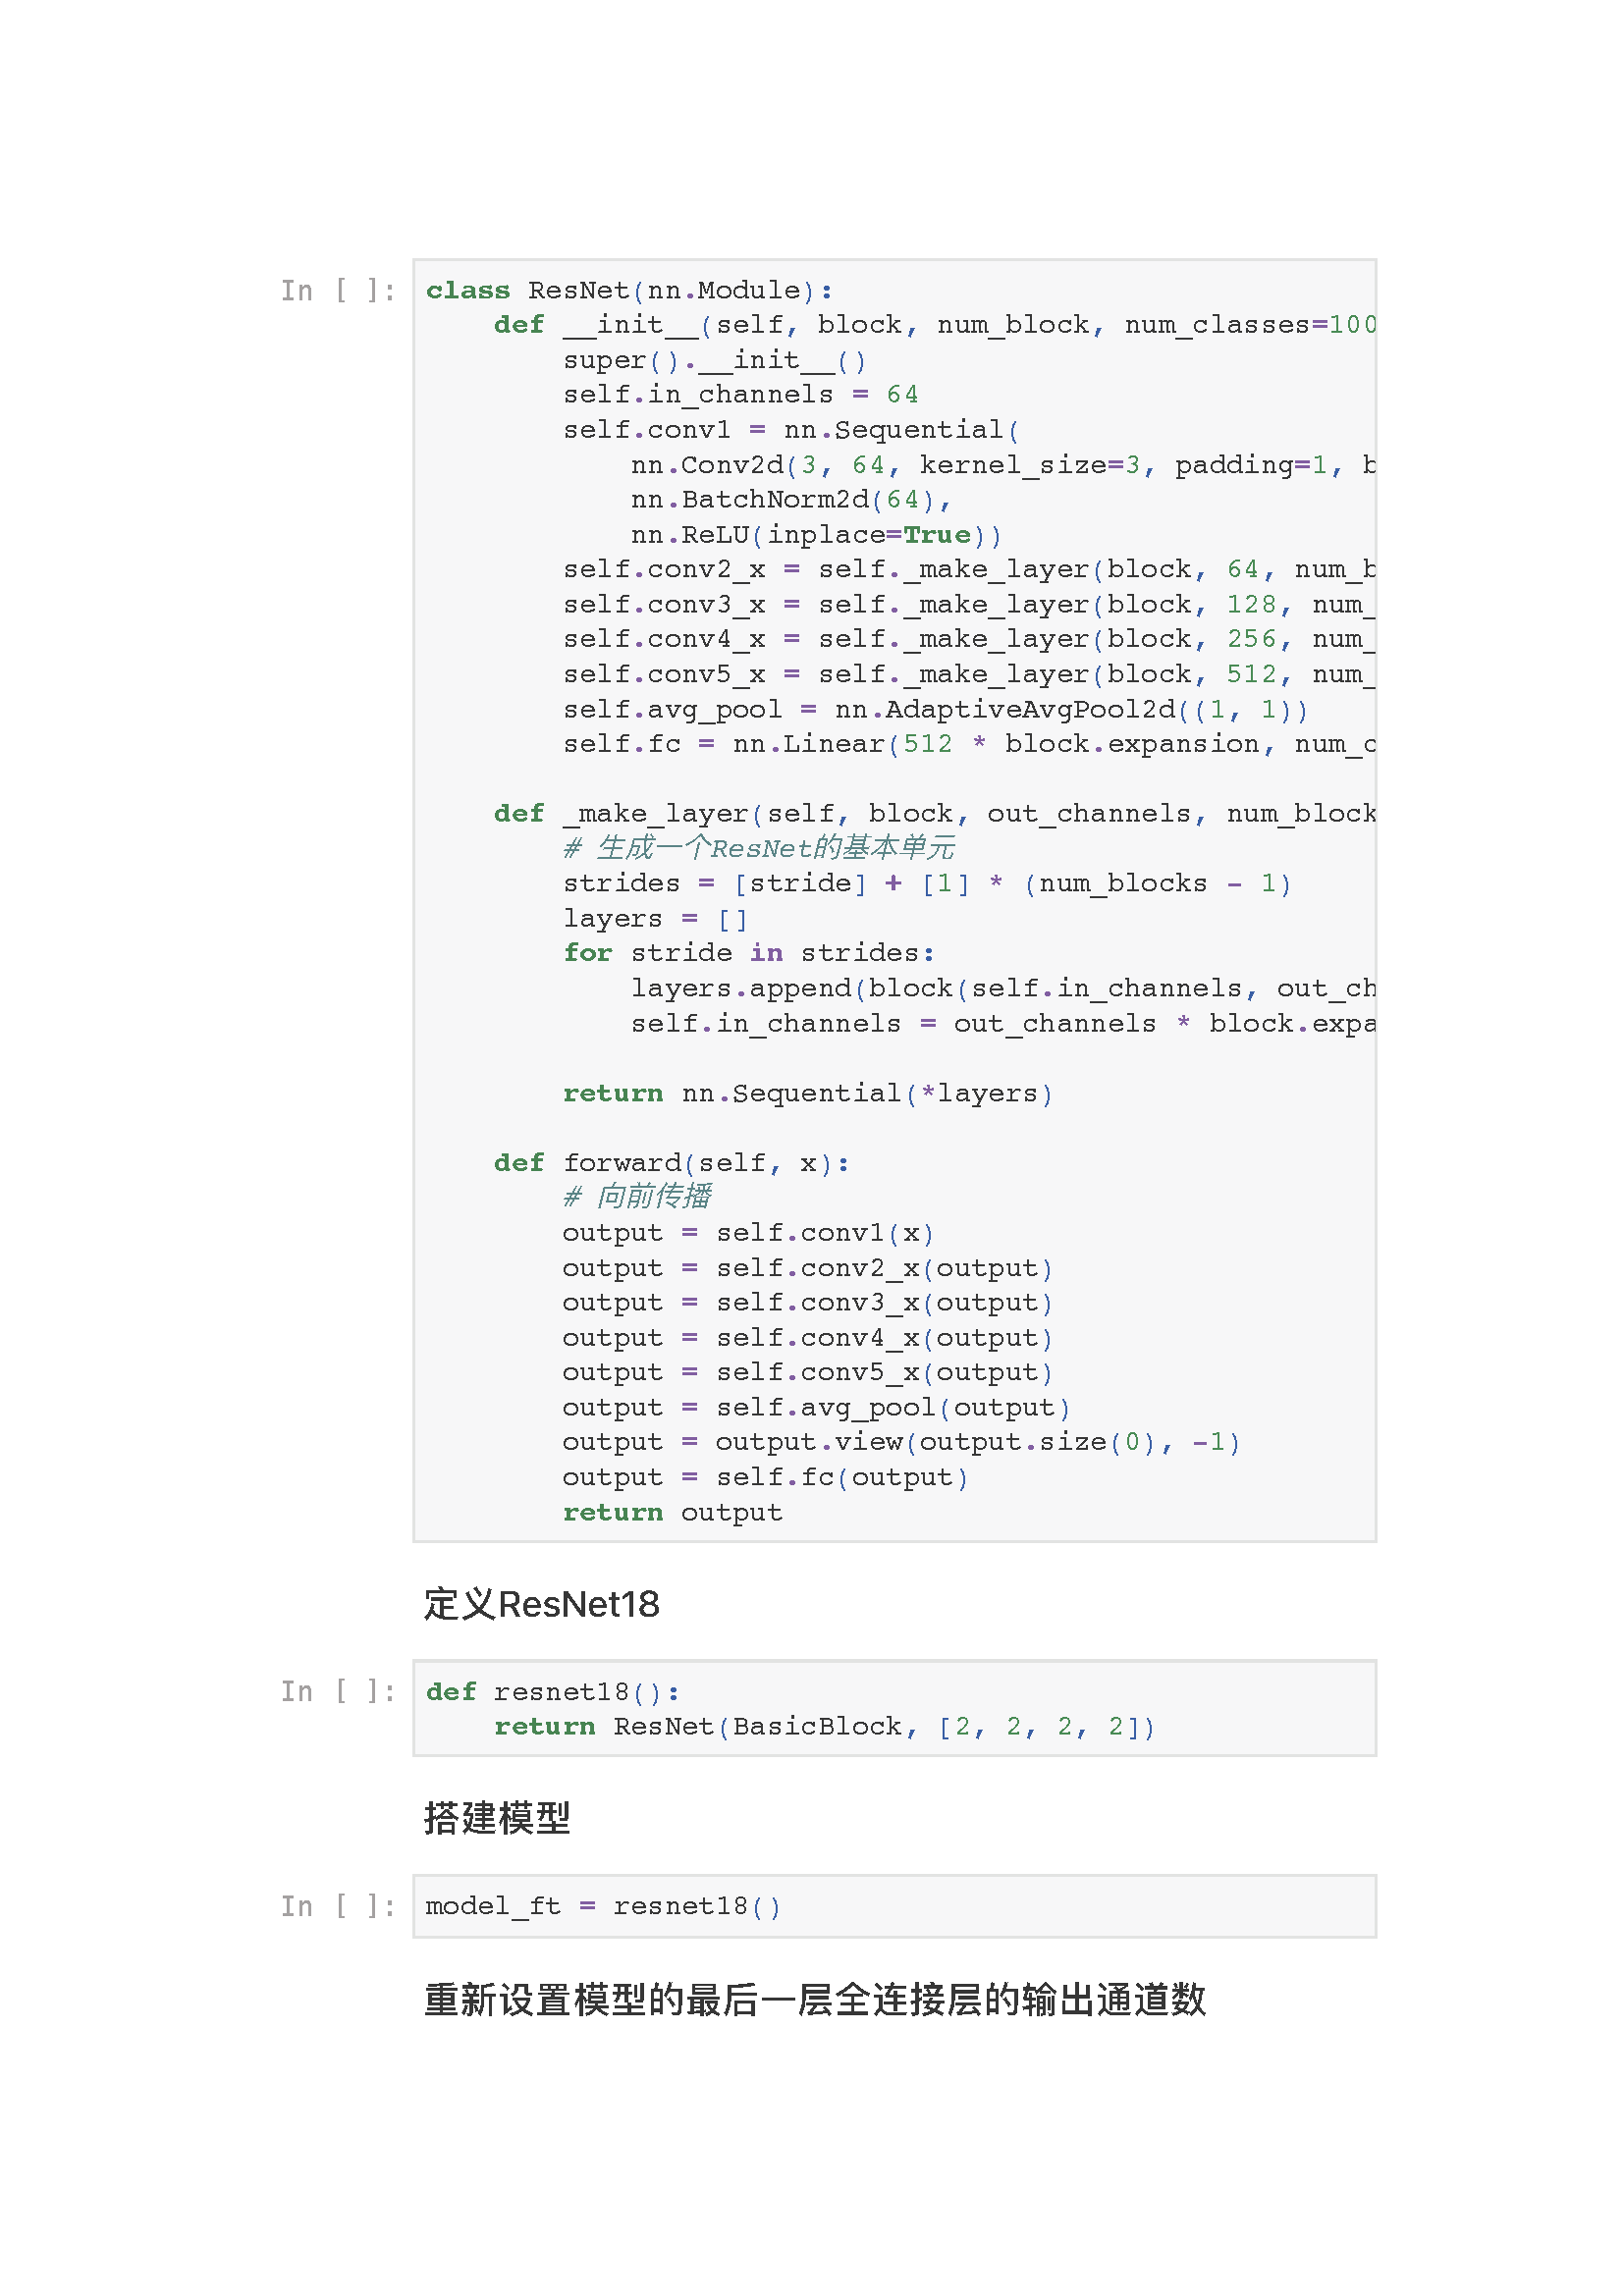 In [ ]: class ResNet(nn.Module):
    def __init__(self, block, num_block, num_classes=100
        super().__init__()
        self.in_channels = 64
        self.conv1 = nn.Sequential(
            nn.Conv2d(3, 64, kernel_size=3, padding=1, b
            nn.BatchNorm2d(64),
            nn.ReLU(inplace=True))
        self.conv2_x = self._make_layer(block, 64, num_b
        self.conv3_x = self._make_layer(block, 128, num_
        self.conv4_x = self._make_layer(block, 256, num_
        self.conv5_x = self._make_layer(block, 512, num_
        self.avg_pool = nn.AdaptiveAvgPool2d((1, 1))
        self.fc = nn.Linear(512 * block.expansion, num_c
    def _make_layer(self, block, out_channels, num_block
        # 生成一个ResNet的基本单元
        strides = [stride] + [1] * (num_blocks - 1)
        layers = []
        for stride in strides:
            layers.append(block(self.in_channels, out_ch
            self.in_channels = out_channels * block.expa
        return nn.Sequential(*layers)
    def forward(self, x):
        # 向前传播
        output = self.conv1(x)
        output = self.conv2_x(output)
        output = self.conv3_x(output)
        output = self.conv4_x(output)
        output = self.conv5_x(output)
        output = self.avg_pool(output)
        output = output.view(output.size(0), -1)
        output = self.fc(output)
        return output
定义ResNet18
In [ ]: def resnet18():
    return ResNet(BasicBlock, [2, 2, 2, 2])
搭建模型
In [ ]: model_ft = resnet18()
重新设置模型的最后一层全连接层的输出通道数